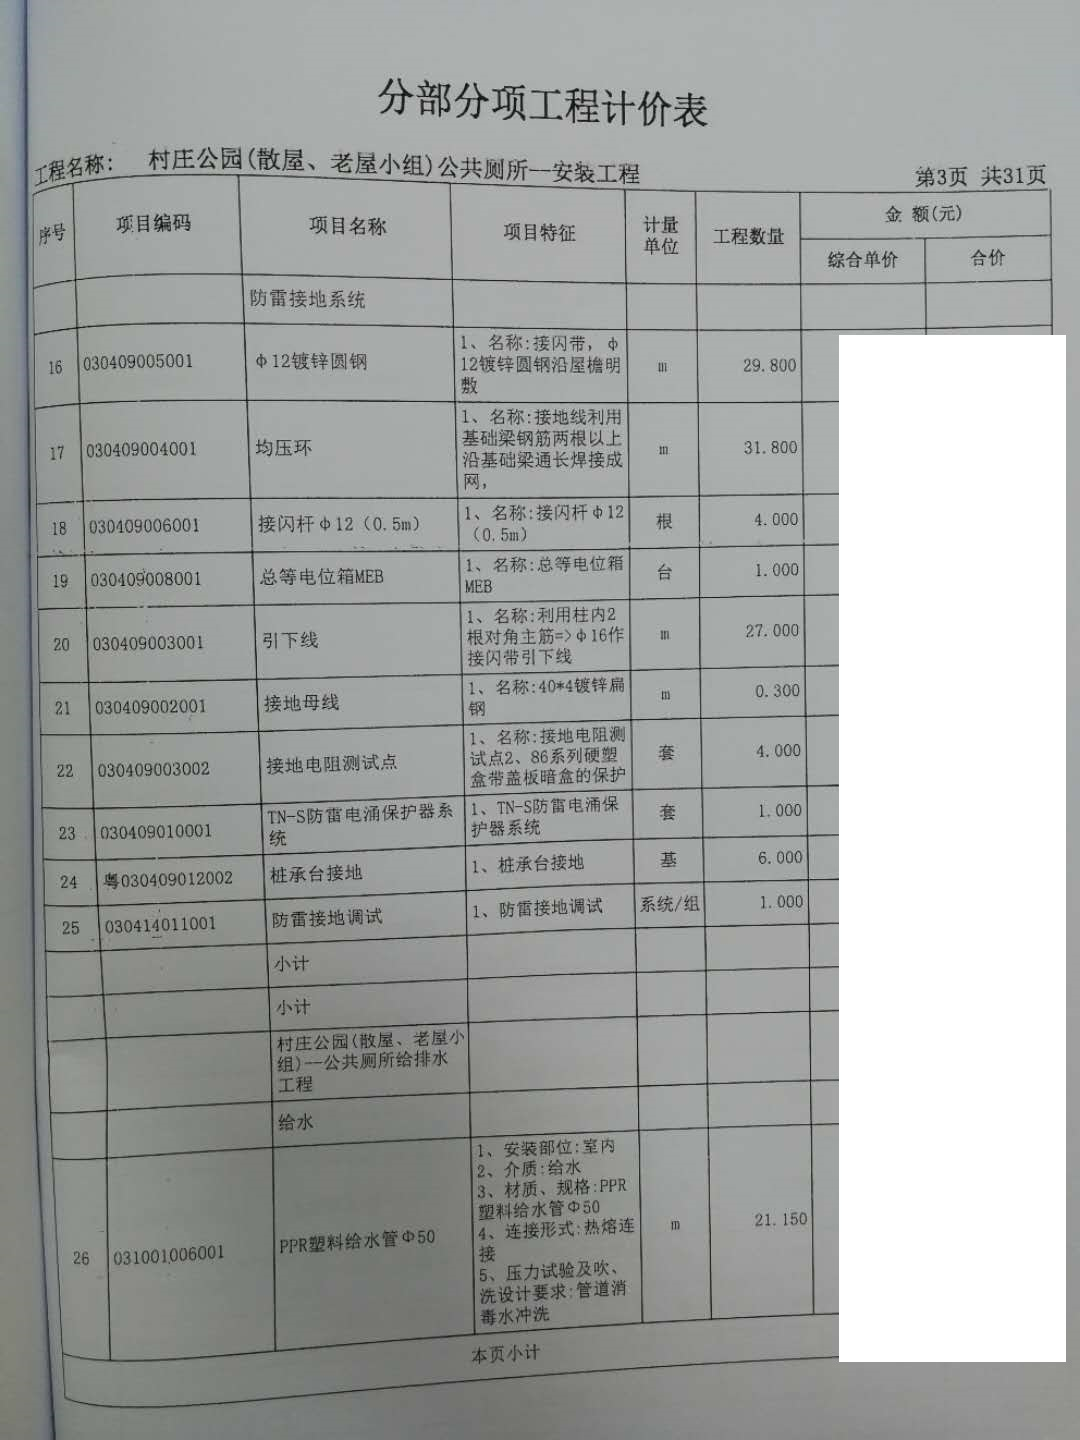 分部分项工程计价表
工程名称: 村庄公园(散屋、老屋小组)公共厕所--安装工程 第3页 共31页
序号 项目编码 项目名称 项目特征 计量单位 工程数量 金 额(元)
综合单价 合价
防雷接地系统
16 030409005001 φ12镀锌圆钢 1、名称:接闪带, φ
12镀锌圆钢沿屋檐明
敷 m 29.800
17 030409004001 均压环 1、名称:接地线利用
基础梁钢筋两根以上
沿基础梁通长焊接成
网, m 31.800
18 030409006001 接闪杆φ12（0.5m） 1、名称:接闪杆φ12
（0.5m） 根 4.000
19 030409008001 总等电位箱MEB 1、名称:总等电位箱
MEB 台 1.000
20 030409003001 引下线 1、名称:利用柱内2
根对角主筋=>φ16作
接闪带引下线 m 27.000
21 030409002001 接地母线 1、名称:40*4镀锌扁
钢 m 0.300
22 030409003002 接地电阻测试点 1、名称:接地电阻测
试点2、86系列硬塑
盒带盖板暗盒的保护 套 4.000
23 030409010001 TN-S防雷电涌保护器系
统 1、TN-S防雷电涌保
护器系统 套 1.000
24 粤030409012002 桩承台接地 1、桩承台接地 基 6.000
25 030414011001 防雷接地调试 1、防雷接地调试 系统/组 1.000
小计
小计
村庄公园(散屋、老屋小
组)--公共厕所给排水
工程
给水
26 031001006001 PPR塑料给水管Φ50 1、安装部位:室内
2、介质:给水
3、材质、规格:PPR
塑料给水管Φ50
4、连接形式:热熔连
接
5、压力试验及吹、
洗设计要求:管道消
毒水冲洗 m 21.150
本页小计